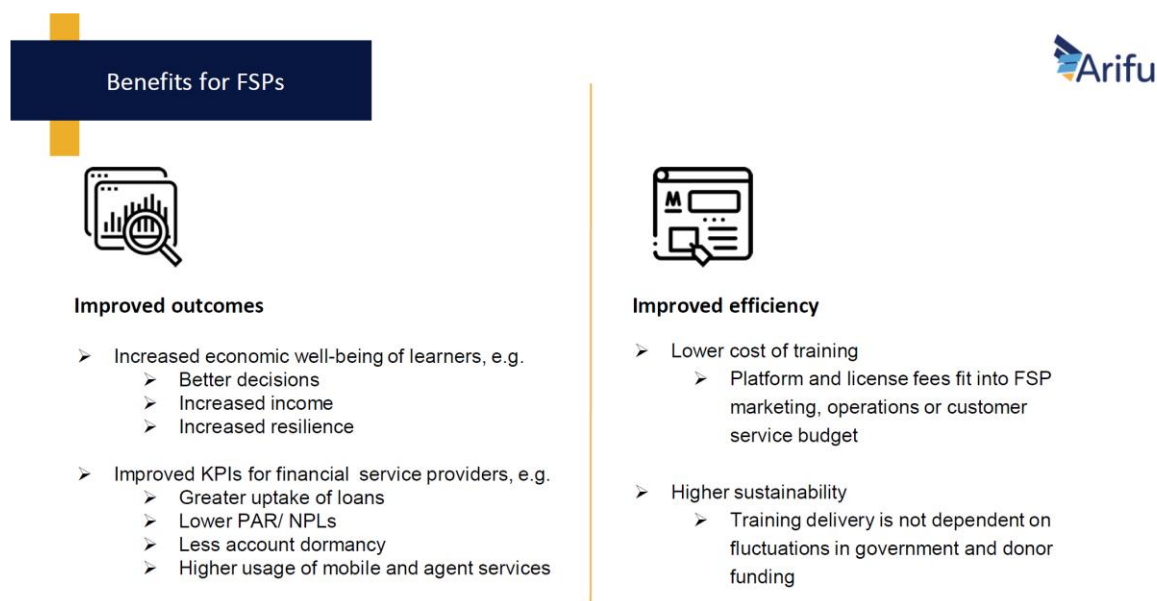 Benefits for FSPs
Arifu
M
Improved outcomes
➢ Increased economic well-being of learners, e.g.
➢ Better decisions
➢ Increased income
➢ Increased resilience
➢ Improved KPIs for financial service providers, e.g.
➢ Greater uptake of loans
➢ Lower PAR/ NPLs
➢ Less account dormancy
➢ Higher usage of mobile and agent services
Improved efficiency
➢ Lower cost of training
➢ Platform and license fees fit into FSP
marketing, operations or customer
service budget
➢ Higher sustainability
➢ Training delivery is not dependent on
fluctuations in government and donor
funding